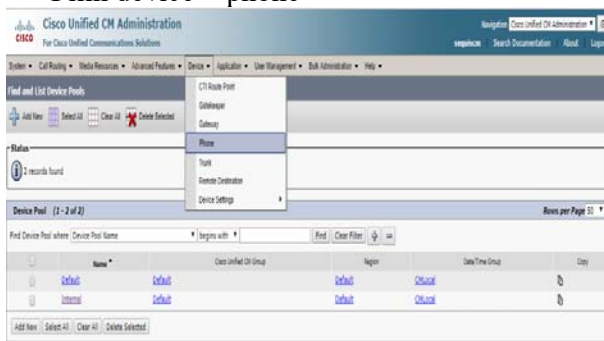 Cisco Unified CM Administration
CISCO For Cisco Unified Communications Solutions
Navigation Cisco Unified CM Administration
Search Documentation About
System Call Routing Media Resources Advanced Features Device Application User Management Bulk Administration Help
Find and List Device Pools
CTI Route Point
Gatekeeper
Gateway
Phone
Trunk
Remote Destination
Device Settings
Add New Select All Clear All Delete Selected
Status
2 records found
Device Pool (1 - 2 of 2) Rows per Page 50
Find Device Pool where Device Pool Name begins with Find Clear Filter
Name Cisco Unified CM Group Region Date/Time Group Copy
Default Default Default CMLocal
Internal Default Default CMLocal
Add New Select All Clear All Delete Selected